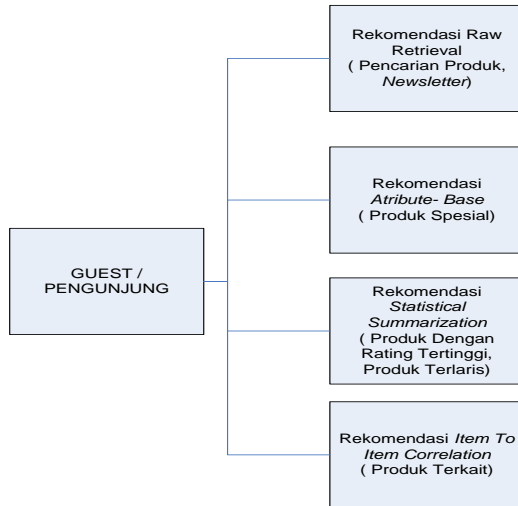 Rekomendasi Raw
Retrieval
( Pencarian Produk,
Newsletter)
Rekomendasi
Atribute- Base
( Produk Spesial)
GUEST /
PENGUNJUNG
Rekomendasi
Statistical
Summarization
( Produk Dengan
Rating Tertinggi,
Produk Terlaris)
Rekomendasi Item To
Item Correlation
( Produk Terkait)